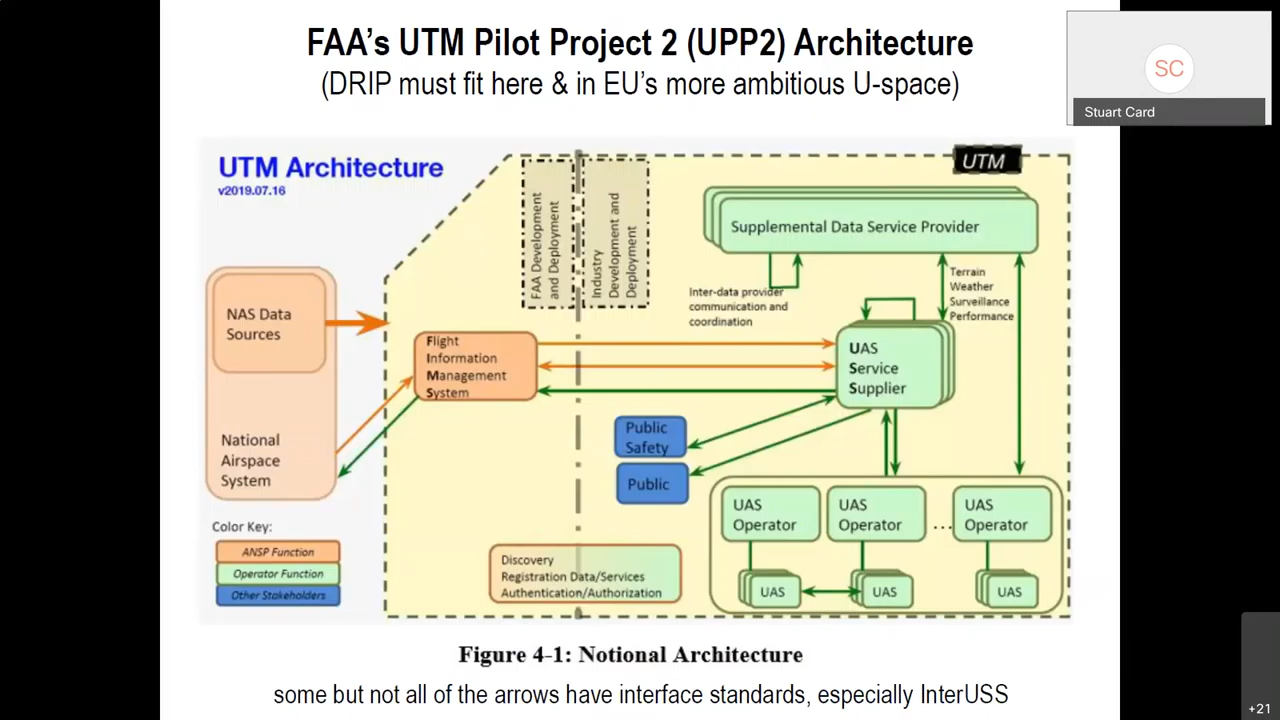 FAA's UTM Pilot Project 2 (UPP2) Architecture
(DRIP must fit here & in EU's more ambitious U-space)
SC
Stuart Card
UTM Architecture
v2019.07.16
UTM
FAA Development
and Deployment
Industry
Development and
Deployment
Supplemental Data Service Provider
Inter-data provider
communication and
coordination
Terrain
Weather
Surveillance
Performance
NAS Data
Sources
National
Airspace
System
Flight
Information
Management
System
UAS
Service
Supplier
Public
Safety
Public
UAS
Operator
UAS
Operator
...
UAS
Operator
UAS
UAS
UAS
Color Key:
ANSP Function
Operator Function
Other Stakeholders
Discovery
Registration Data/Services
Authentication/Authorization
Figure 4-1: Notional Architecture
some but not all of the arrows have interface standards, especially InterUSS
+21